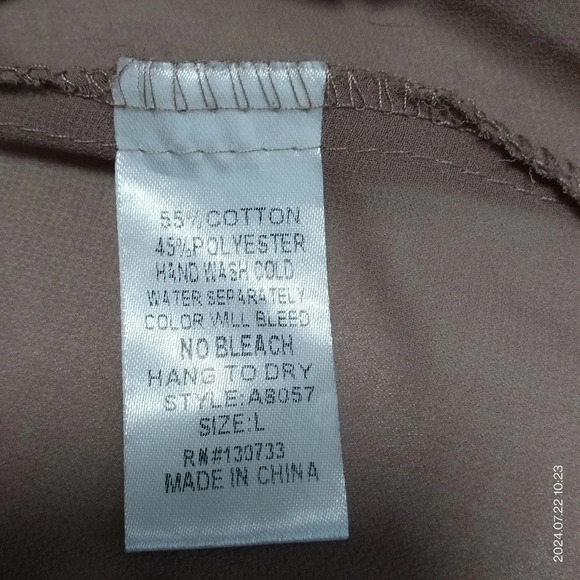 55%COTTON
45%POLYESTER
HAND WASH COLD
WATER SEPARATELY
COLOR WILL BLEED
NO BLEACH
HANG TO DRY
STYLE:A8057
SIZE:L
RN#130733
MADE IN CHINA
2024.07.22 10:23